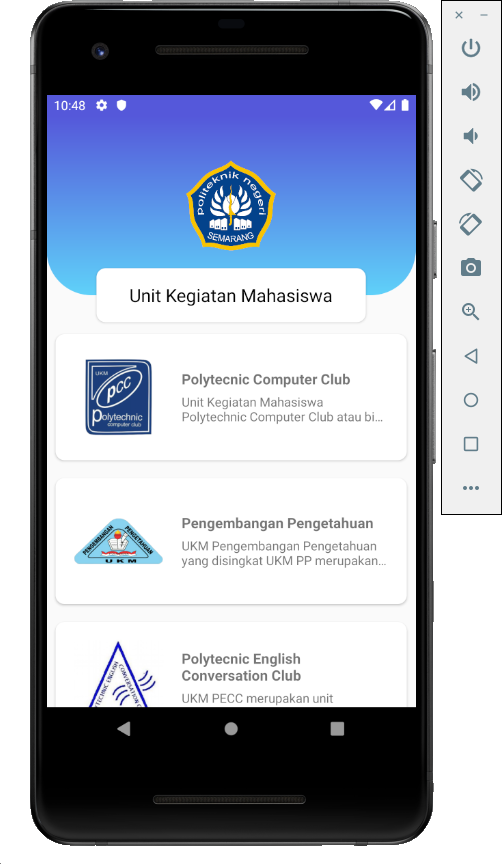 10:48
politeknik negeri
SEMARANG
Unit Kegiatan Mahasiswa
UKM
pcc
polytechnic
computer club
Polytecnic Computer Club
Unit Kegiatan Mahasiswa
Polytechnic Computer Club atau bi...
PENGEMBANGAN PENGETAHUAN
UKM
Pengembangan Pengetahuan
UKM Pengembangan Pengetahuan
yang disingkat UKM PP merupakan...
ENGLISH
CONVERSATION
Polytecnic English
Conversation Club
UKM PECC merupakan unit